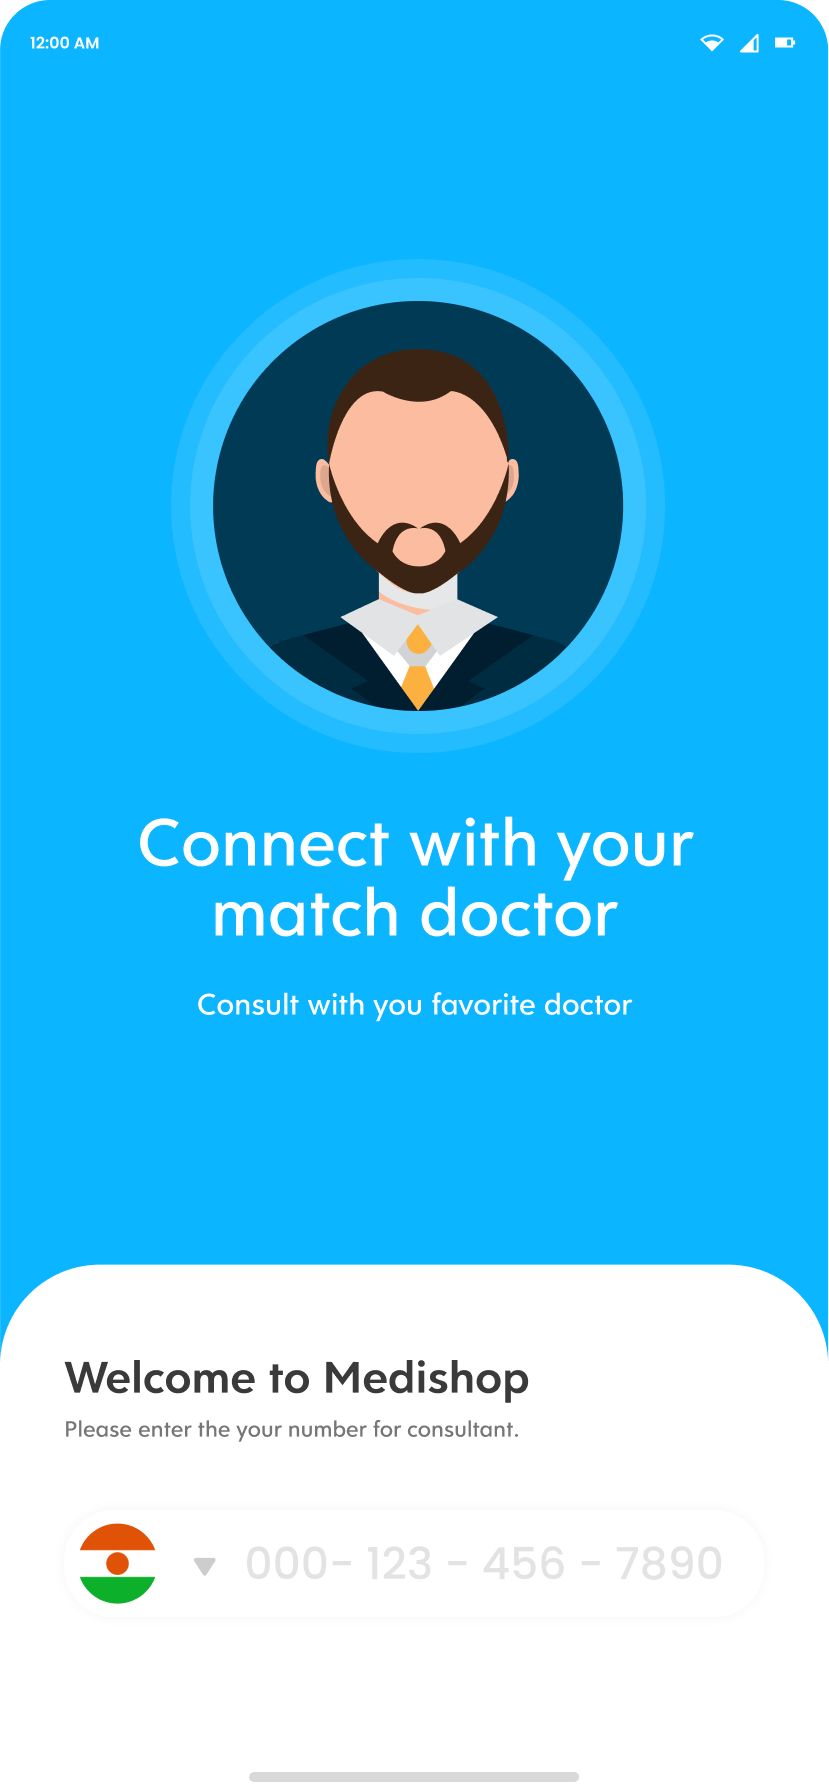 12:00 AM
Connect with your
match doctor
Consult with you favorite doctor
Welcome to Medishop
Please enter the your number for consultant.
000- 123 - 456 - 7890